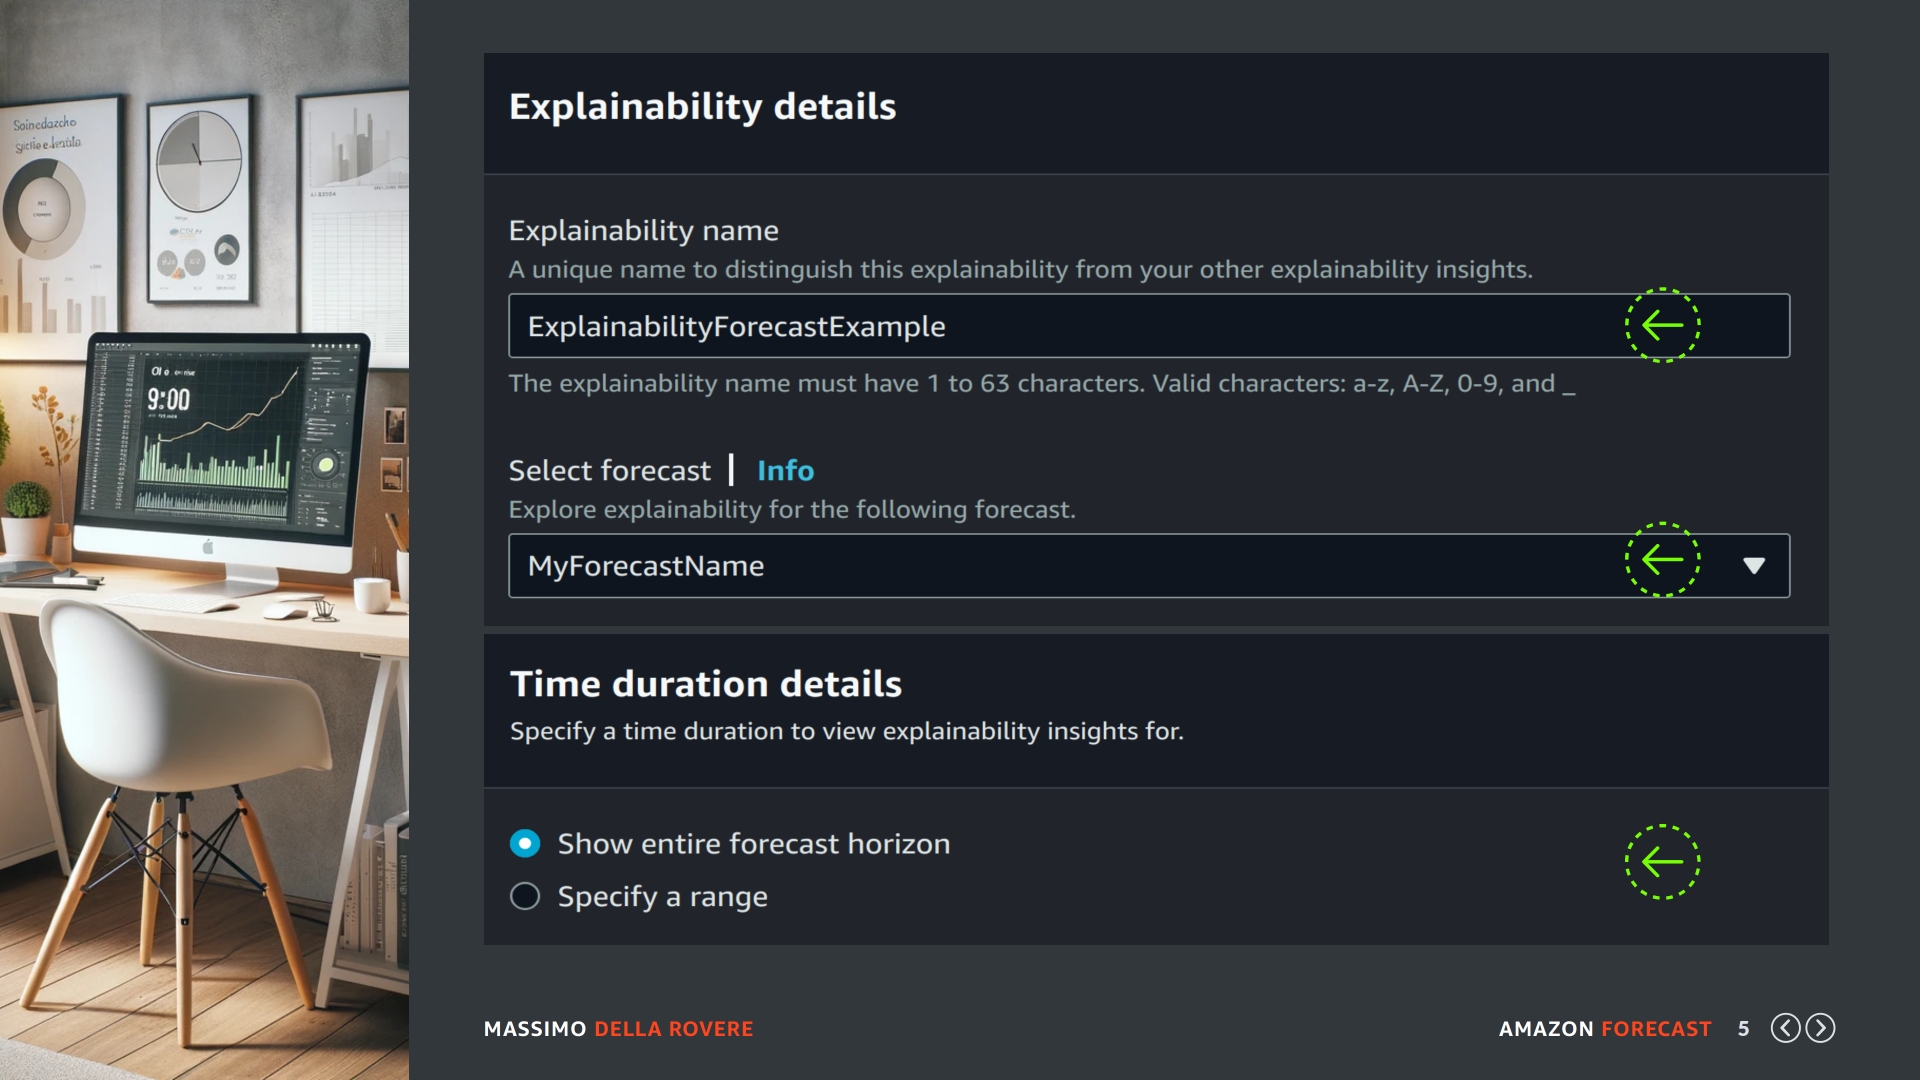 Explainability details
Explainability name
A unique name to distinguish this explainability from your other explainability insights.
ExplainabilityForecastExample
The explainability name must have 1 to 63 characters. Valid characters: a-z, A-Z, 0-9, and _
Select forecast | Info
Explore explainability for the following forecast.
MyForecastName
Time duration details
Specify a time duration to view explainability insights for.
Show entire forecast horizon
Specify a range
9:00
MASSIMO DELLA ROVERE
AMAZON FORECAST 5